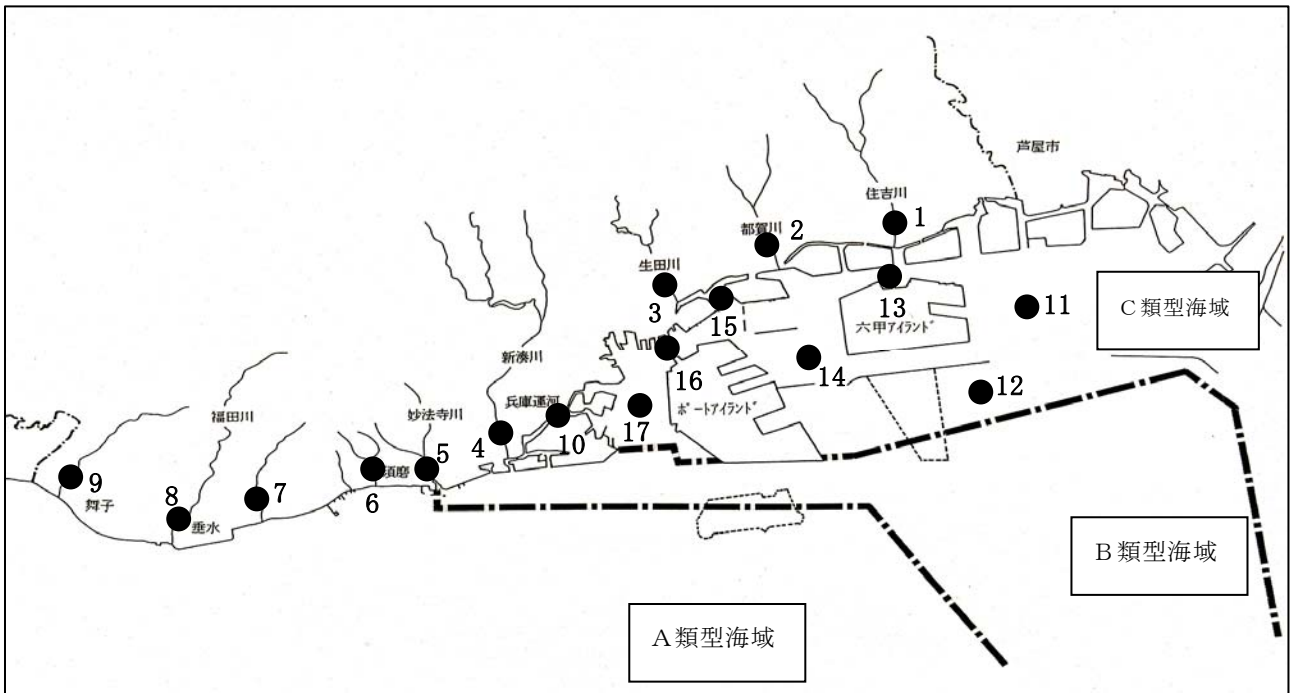 芦屋市
住吉川
1
都賀川
2
生田川
3
13
15
11
C類型海域
六甲アイランド
新湊川
16
14
12
兵庫運河
17
ポートアイランド
妙法寺川
福田川
4
10
5
須磨
6
9
舞子
8
垂水
7
B類型海域
A類型海域